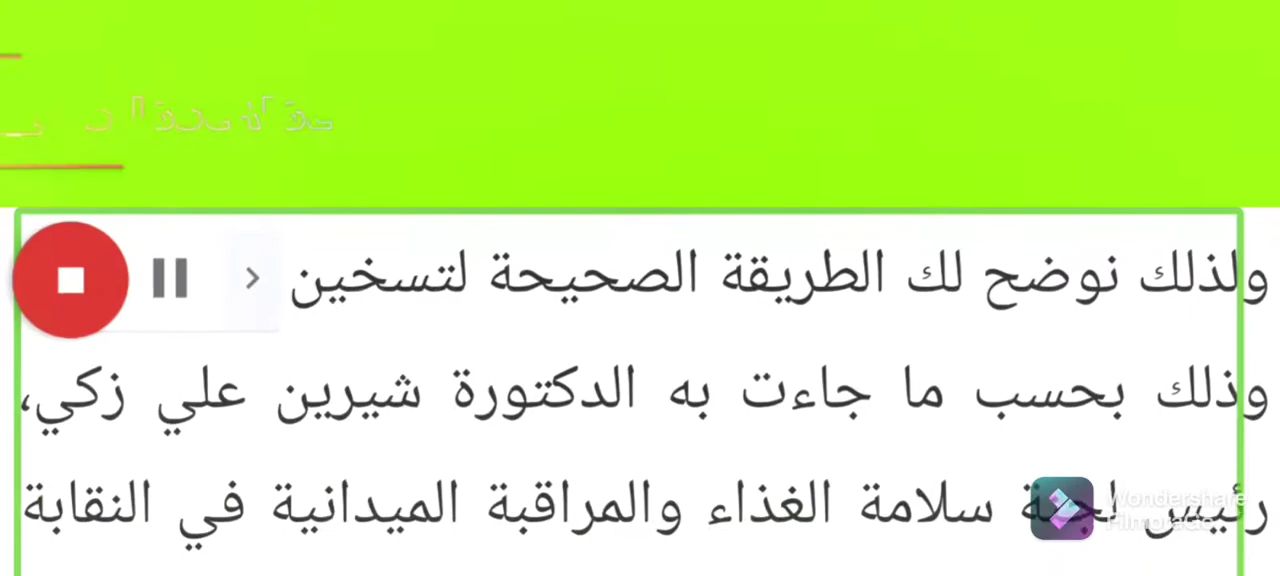 ولذلك نوضح لك الطريقة الصحيحة لتسخين
وذلك بحسب ما جاءت به الدكتورة شيرين علي زكي،
رئيس لجنة سلامة الغذاء والمراقبة الميدانية في النقابة
Wondershare
FilmoraGo